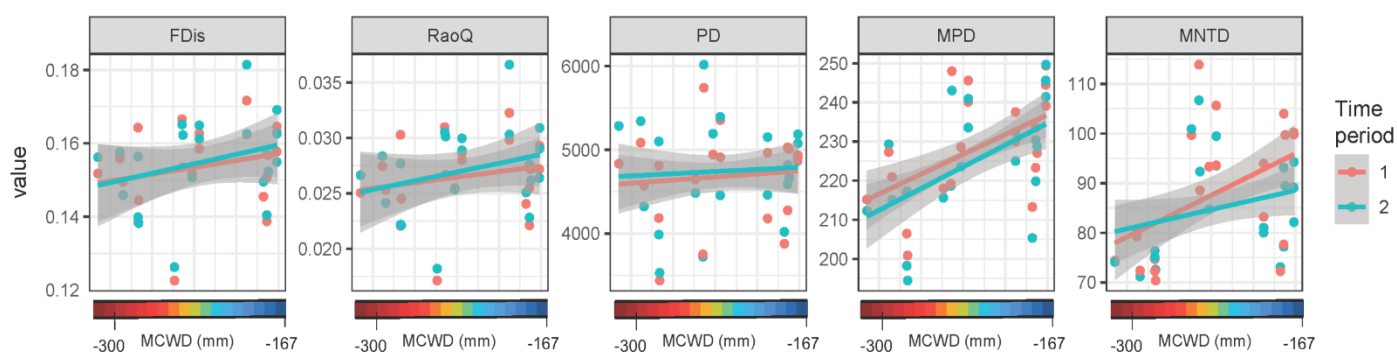 FDis RaoQ PD MPD MNTD
value
0.18
0.16
0.14
0.12
0.035
0.030
0.025
0.020
6000
5000
4000
250
240
230
220
210
200
110
100
90
80
70
Time
period
1
2
-300 MCWD (mm) -167
-300 MCWD (mm) -167
-300 MCWD (mm) -167
-300 MCWD (mm) -167
-300 MCWD (mm) -167